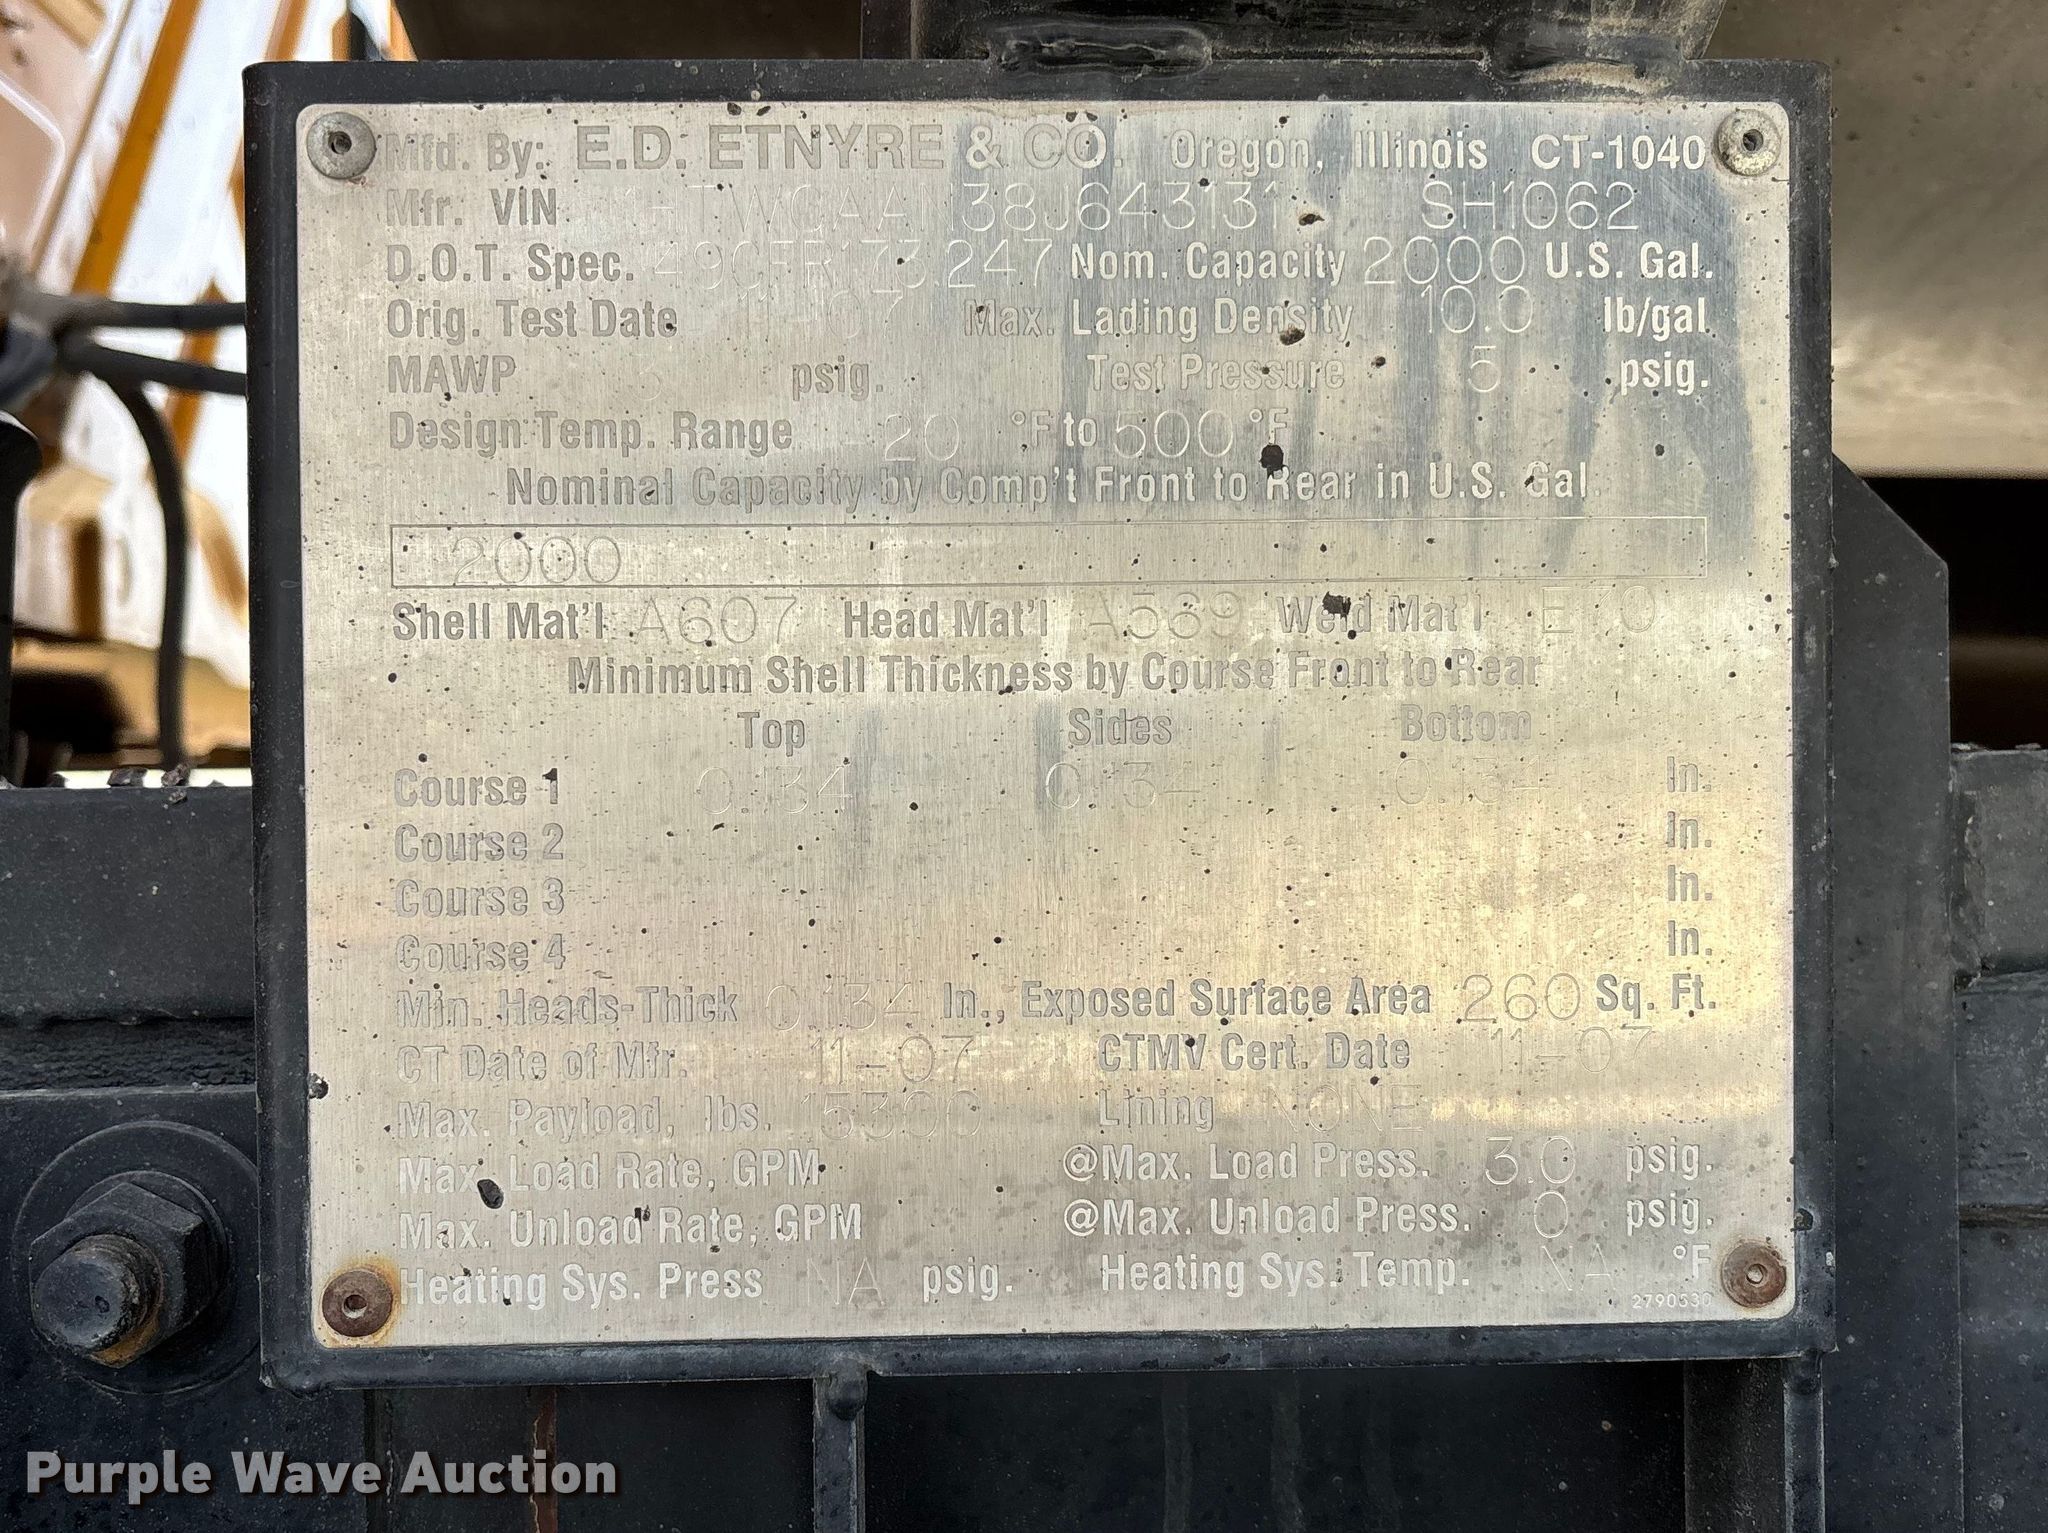 Mfd. By: E.D. ETNYRE & CO. Oregon, Illinois CT-1040
Mfr. VIN 1HTWGAAN38J643131 SH1062
D.O.T. Spec. 49CFR173.247 Nom. Capacity 2000 U.S. Gal.
Orig. Test Date Max. Lading Density 10.0 lb/gal
MAWP 3 psig. Test Pressure 5 psig.
Design Temp. Range -20 °F to 500 °F
Nominal Capacity by Comp't Front to Rear in U.S. Gal.
2000
Shell Mat'l A607 Head Mat'l A569 Weld Mat'l
Minimum Shell Thickness by Course Front to Rear
Top Sides Bottom
Course 1 0.134 0.134 0.134 In.
Course 2 In.
Course 3 In.
Course 4 In.
Min. Heads-Thick 0.134 In., Exposed Surface Area 260 Sq. Ft.
CT Date of Mfr. 11-07 CTMV Cert. Date 11-07
Max. Payload, lbs. 15300 Lining NONE
Max. Load Rate, GPM @Max. Load Press. 3.0 psig.
Max. Unload Rate, GPM @Max. Unload Press. 0 psig.
Heating Sys. Press NA psig. Heating Sys. Temp. NA °F
2790530
Purple Wave Auction